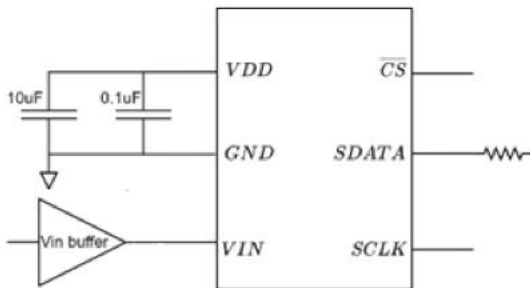 VDD
CS
10uF
0.1uF
GND
SDATA
Vin buffer
VIN
SCLK